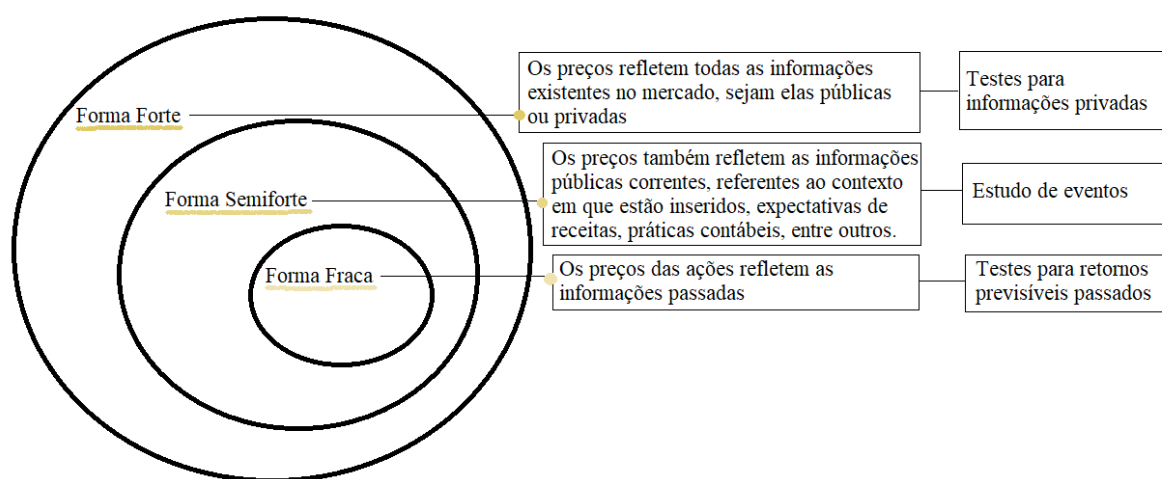 Forma Forte
Os preços refletem todas as informações
existentes no mercado, sejam elas públicas
ou privadas
Testes para
informações privadas
Forma Semiforte
Os preços também refletem as informações
públicas correntes, referentes ao contexto
em que estão inseridos, expectativas de
receitas, práticas contábeis, entre outros.
Estudo de eventos
Forma Fraca
Os preços das ações refletem as
informações passadas
Testes para retornos
previsíveis passados